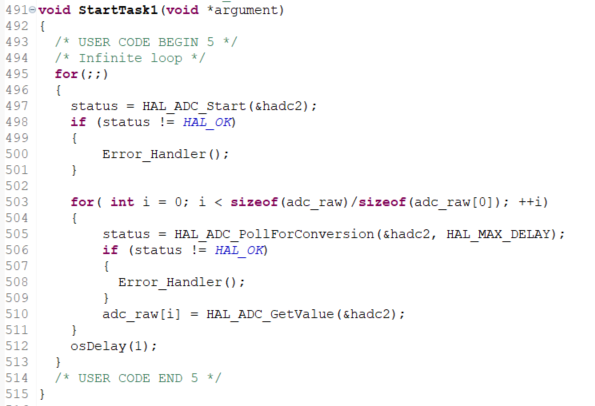 491 void StartTask1(void *argument)
492 {
493 /* USER CODE BEGIN 5 */
494 /* Infinite loop */
495 for(;;)
496 {
497 status = HAL_ADC_Start(&hadc2);
498 if (status != HAL_OK)
499 {
500 Error_Handler();
501 }
502
503 for( int i = 0; i < sizeof(adc_raw)/sizeof(adc_raw[0]); ++i)
504 {
505 status = HAL_ADC_PollForConversion(&hadc2, HAL_MAX_DELAY);
506 if (status != HAL_OK)
507 {
508 Error_Handler();
509 }
510 adc_raw[i] = HAL_ADC_GetValue(&hadc2);
511 }
512 osDelay(1);
513 }
514 /* USER CODE END 5 */
515 }